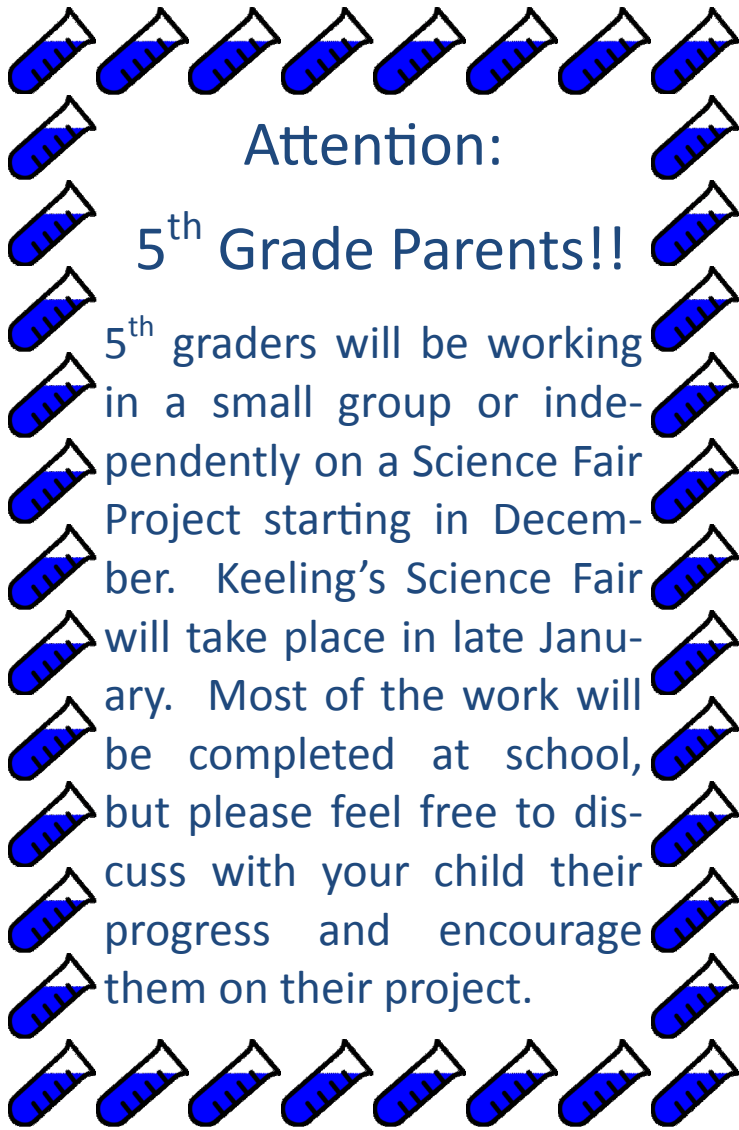 Attention:
5th Grade Parents!!
5th graders will be working
in a small group or inde-
pendently on a Science Fair
Project starting in Decem-
ber.  Keeling’s Science Fair
will take place in late Janu-
ary.  Most of the work will
be completed at school,
but please feel free to dis-
cuss with your child their
progress and encourage
them on their project.